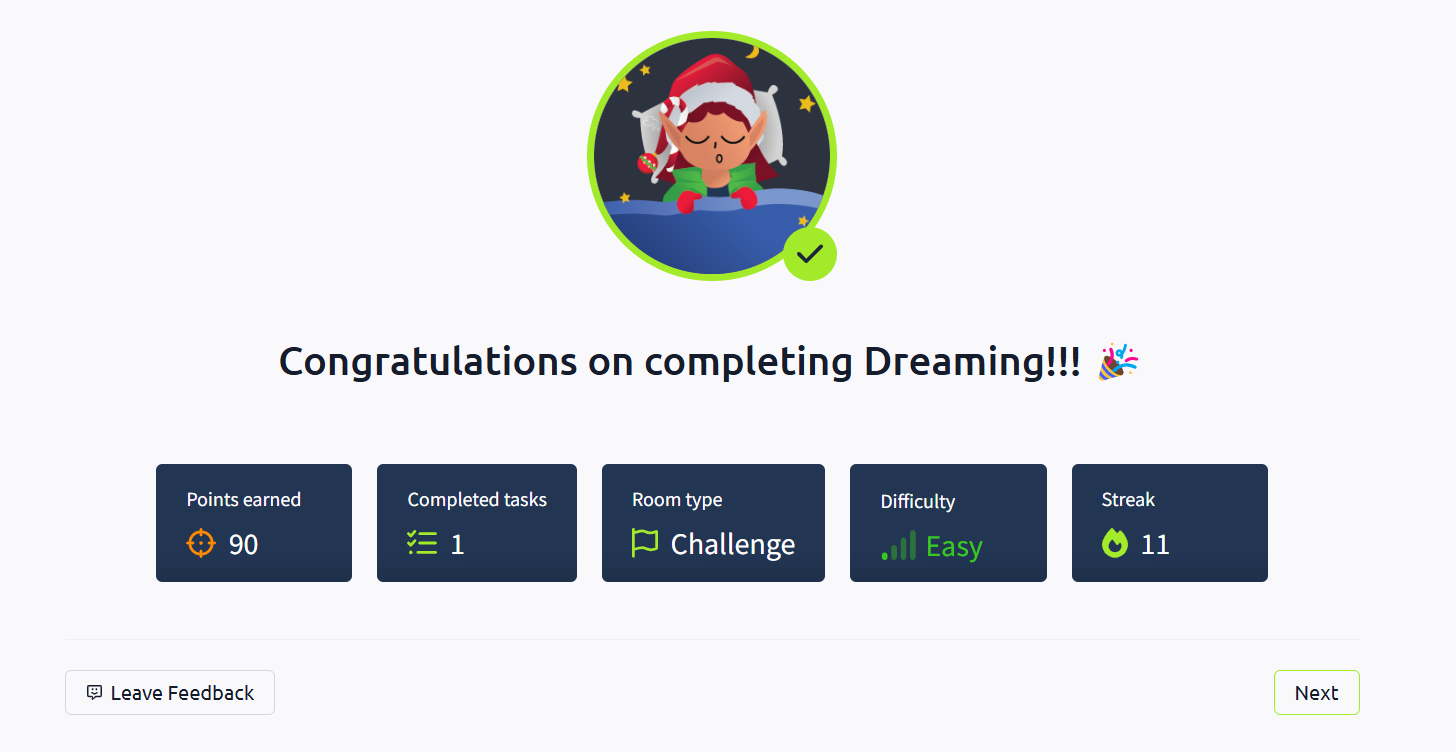 Congratulations on completing Dreaming!!! 🎉
Points earned
90
Completed tasks
1
Room type
Challenge
Difficulty
Easy
Streak
11
Leave Feedback
Next